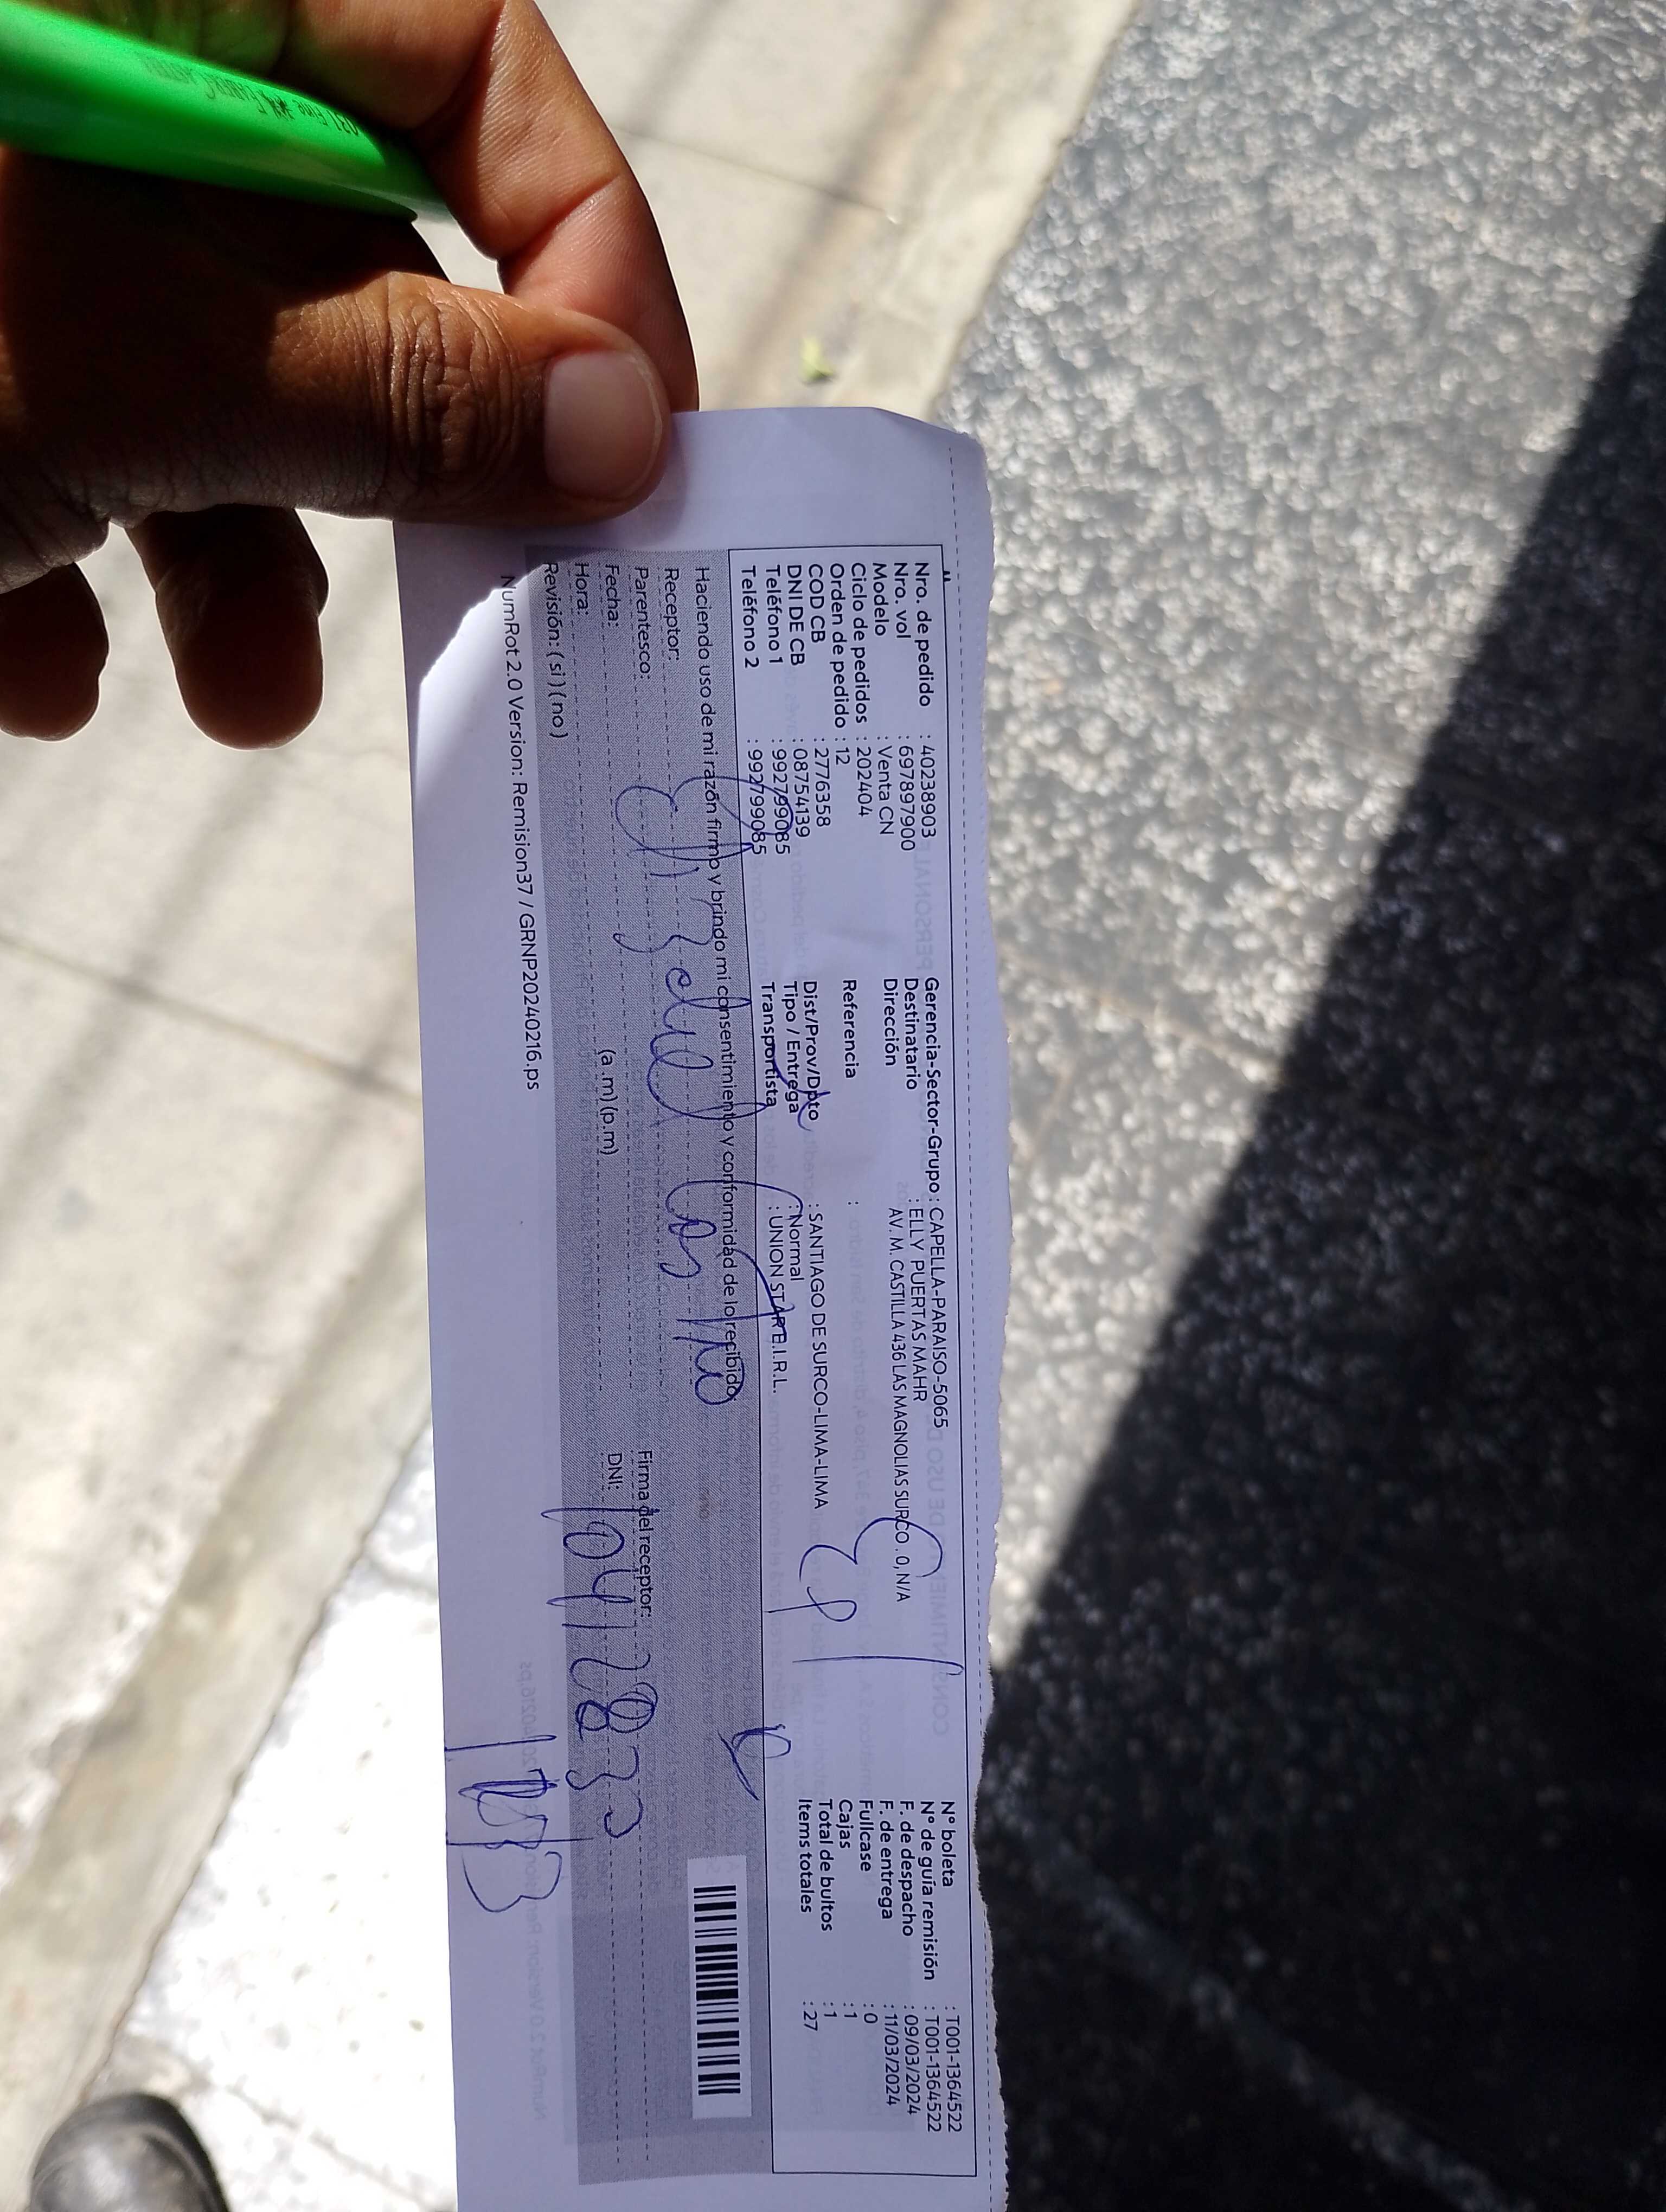 Nro. de pedido : 40238903
Nro. vol : 697897900
Modelo : Venta CN
Ciclo de pedidos : 202404
Orden de pedido : 12
COD CB : 2776358
DNI DE CB : 08754139
Teléfono 1 : 992799085
Teléfono 2 : 992799085
Gerencia-Sector-Grupo : CAPELLA-PARAISO-5065
Destinatario : ELLY PUERTAS MAHR
Dirección AV. M. CASTILLA 436 LAS MAGNOLIAS SURCO . 0, N/A
Referencia :
Dist/Prov/Dpto : SANTIAGO DE SURCO-LIMA-LIMA
Tipo / Entrega : Normal
Transportista : UNION STAR E.I.R.L.
N° boleta : T001-1364522
N° de guía remisión : T001-1364522
F. de despacho : 09/03/2024
F. de entrega : 11/03/2024
Fullcase : 0
Cajas : 1
Total de bultos : 1
Items totales : 27
Haciendo uso de mi razón firmo y brindo mi consentimiento y conformidad de lo recibido
Receptor:
Parentesco:
Firma del receptor:
Fecha: (a .m) (p.m)
DNI:
Hora:
Revisión: ( si ) ( no )
NumRot 2.0 Version: Remision37 / GRNP20240216.ps